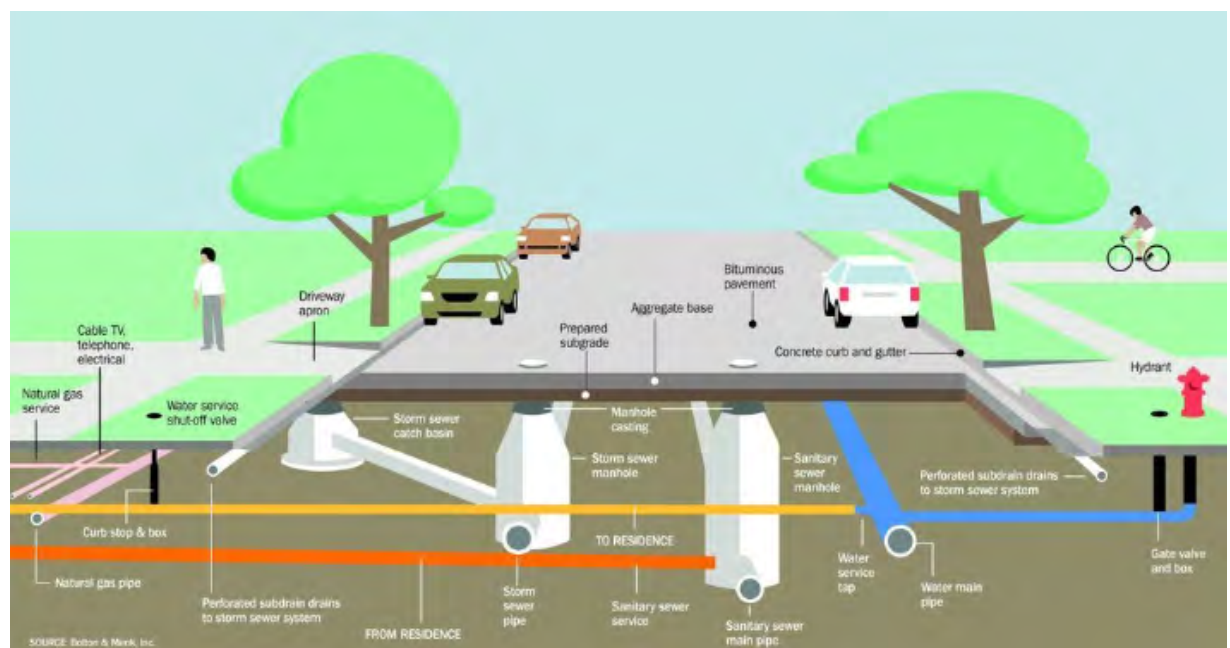 Driveway
apron
Cable TV,
telephone,
electrical
Natural gas
service
Water service
shut-off valve
Prepared
subgrade
Aggregate base
Bituminous
pavement
Concrete curb and gutter
Hydrant
Storm sewer
catch basin
Manhole
casting
Storm sewer
manhole
Sanitary
sewer
manhole
Perforated subdrain drains
to storm sewer system
Curb stop & box
TO RESIDENCE
Natural gas pipe
Perforated subdrain drains
to storm sewer system
FROM RESIDENCE
Storm
sewer
pipe
Sanitary sewer
service
Sanitary sewer
main pipe
Water
service
tap
Water main
pipe
Gate valve
and box
SOURCE: Bolton & Menk, Inc.